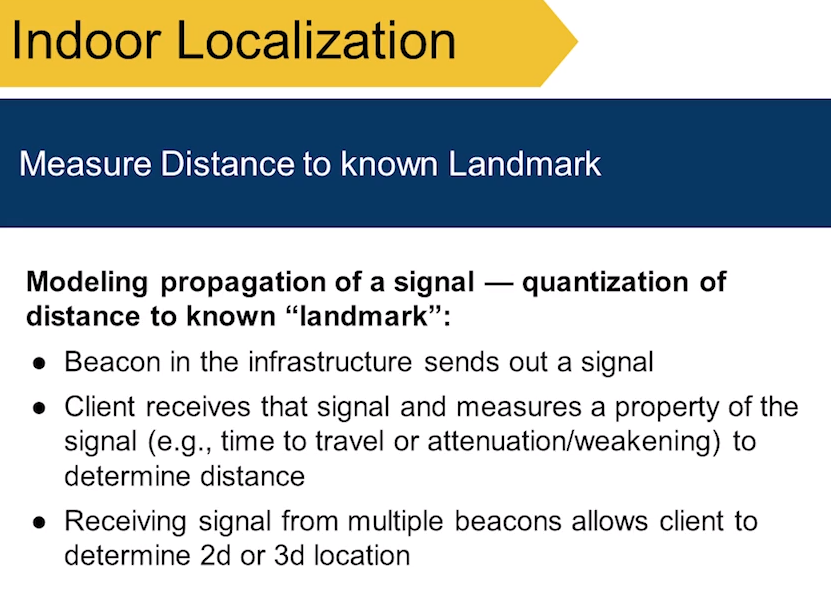 Indoor Localization
Measure Distance to known Landmark
Modeling propagation of a signal — quantization of
distance to known “landmark”:
● Beacon in the infrastructure sends out a signal
● Client receives that signal and measures a property of the
signal (e.g., time to travel or attenuation/weakening) to
determine distance
● Receiving signal from multiple beacons allows client to
determine 2d or 3d location